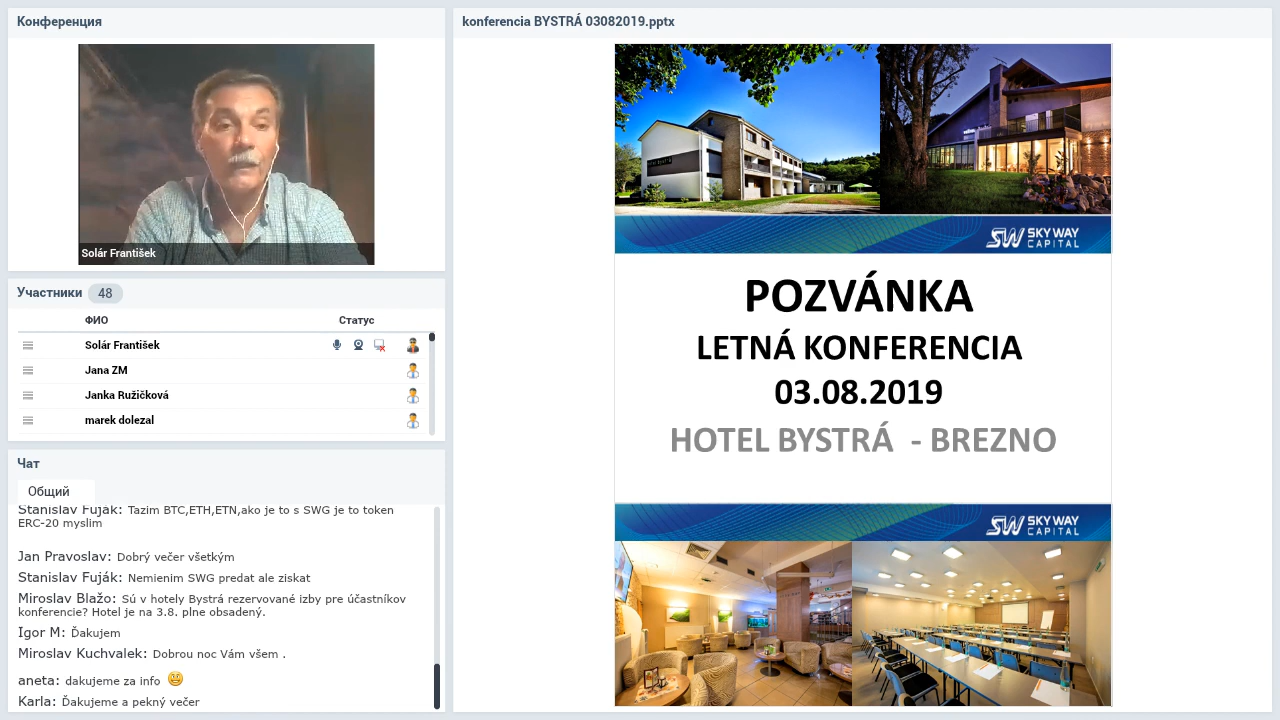 Конференция
Solár František
Участники 48
ФИО Статус
Solár František
Jana ZM
Janka Ružičková
marek dolezal
Чат
Общий
Stanislav Fuják: Tazim BTC,ETH,ETN,ako je to s SWG je to token
ERC-20 myslim
Jan Pravoslav: Dobrý večer všetkým
Stanislav Fuják: Nemienim SWG predat ale ziskat
Miroslav Blažo: Sú v hotely Bystrá rezervované izby pre účastníkov
konferencie? Hotel je na 3.8. plne obsadený.
Igor M: Ďakujem
Miroslav Kuchvalek: Dobrou noc Vám všem .
aneta: dakujeme za info
Karla: Ďakujeme a pekný večer
konferencia BYSTRÁ 03082019.pptx
SW SKY WAY
CAPITAL
POZVÁNKA
LETNÁ KONFERENCIA
03.08.2019
HOTEL BYSTRÁ - BREZNO
SW SKY WAY
CAPITAL